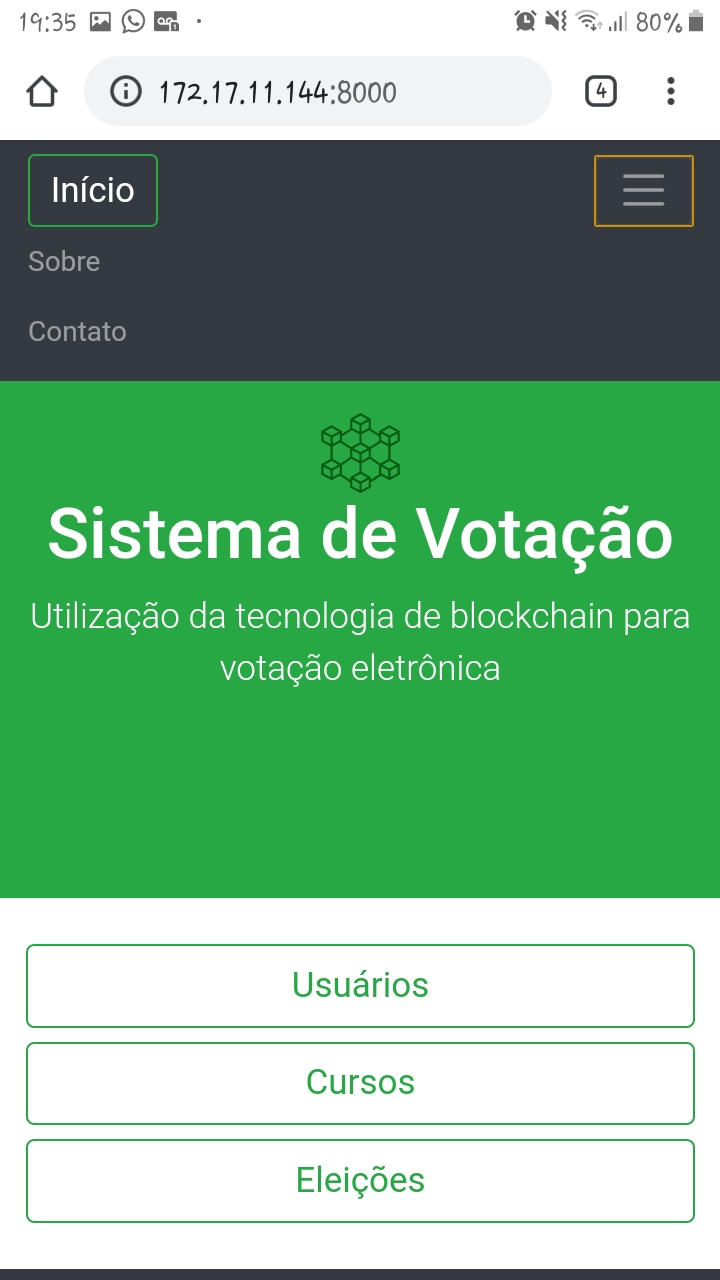 19:35
80%
172.17.11.144:8000
4
Início
Sobre
Contato
Sistema de Votação
Utilização da tecnologia de blockchain para
votação eletrônica
Usuários
Cursos
Eleições